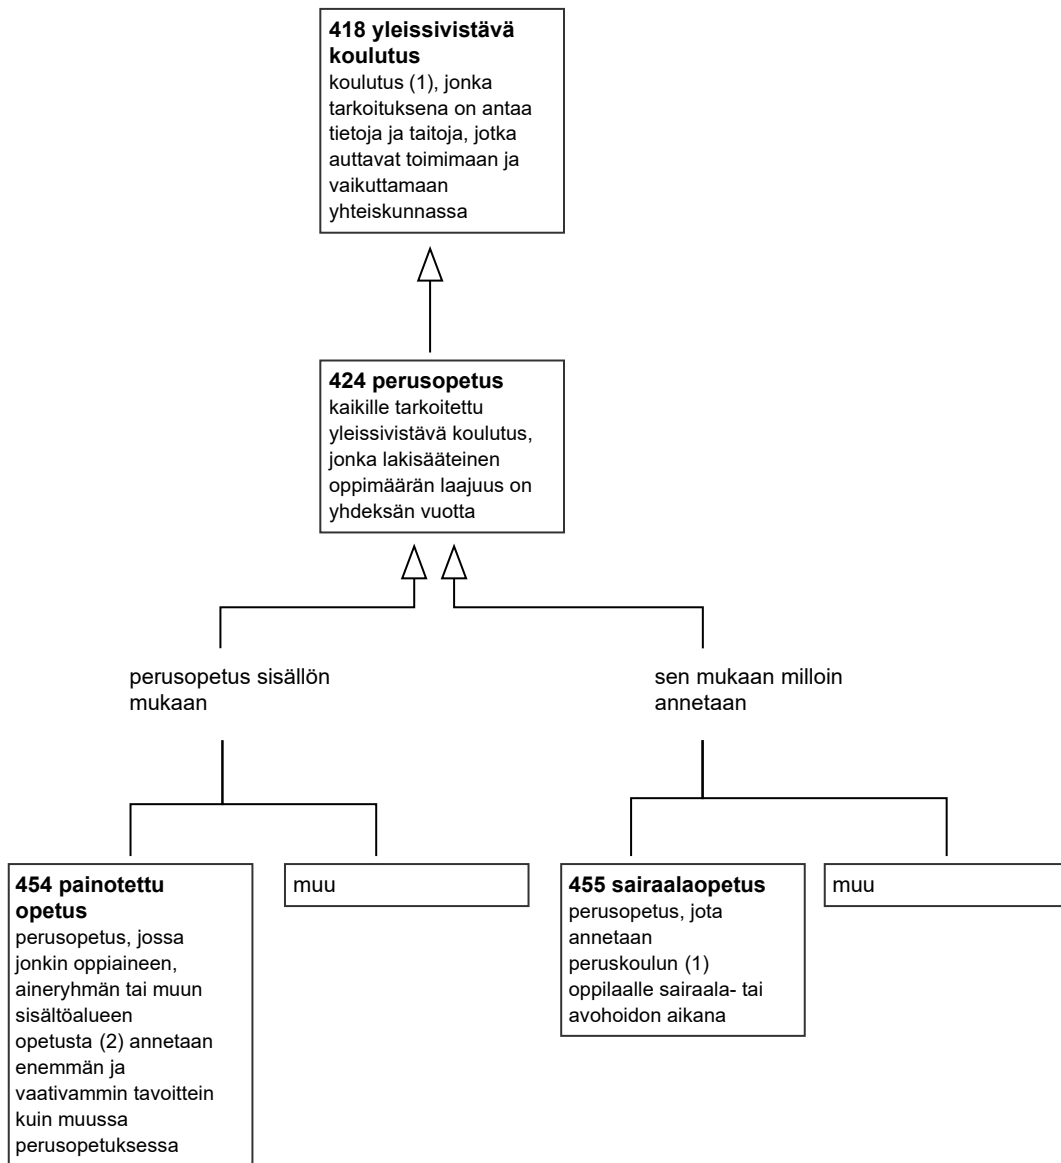 418 yleissivistävä
koulutus
koulutus (1), jonka
tarkoituksena on antaa
tietoja ja taitoja, jotka
auttavat toimimaan ja
vaikuttamaan
yhteiskunnassa
424 perusopetus
kaikille tarkoitettu
yleissivistävä koulutus,
jonka lakisääteinen
oppimäärän laajuus on
yhdeksän vuotta
perusopetus sisällön
mukaan
sen mukaan milloin
annetaan
454 painotettu
opetus
perusopetus, jossa
jonkin oppiaineen,
aineryhmän tai muun
sisältöalueen
opetusta (2) annetaan
enemmän ja
vaativammin tavoittein
kuin muussa
perusopetuksessa
muu
455 sairaalaopetus
perusopetus, jota
annetaan
peruskoulun (1)
oppilaalle sairaala- tai
avohoidon aikana
muu